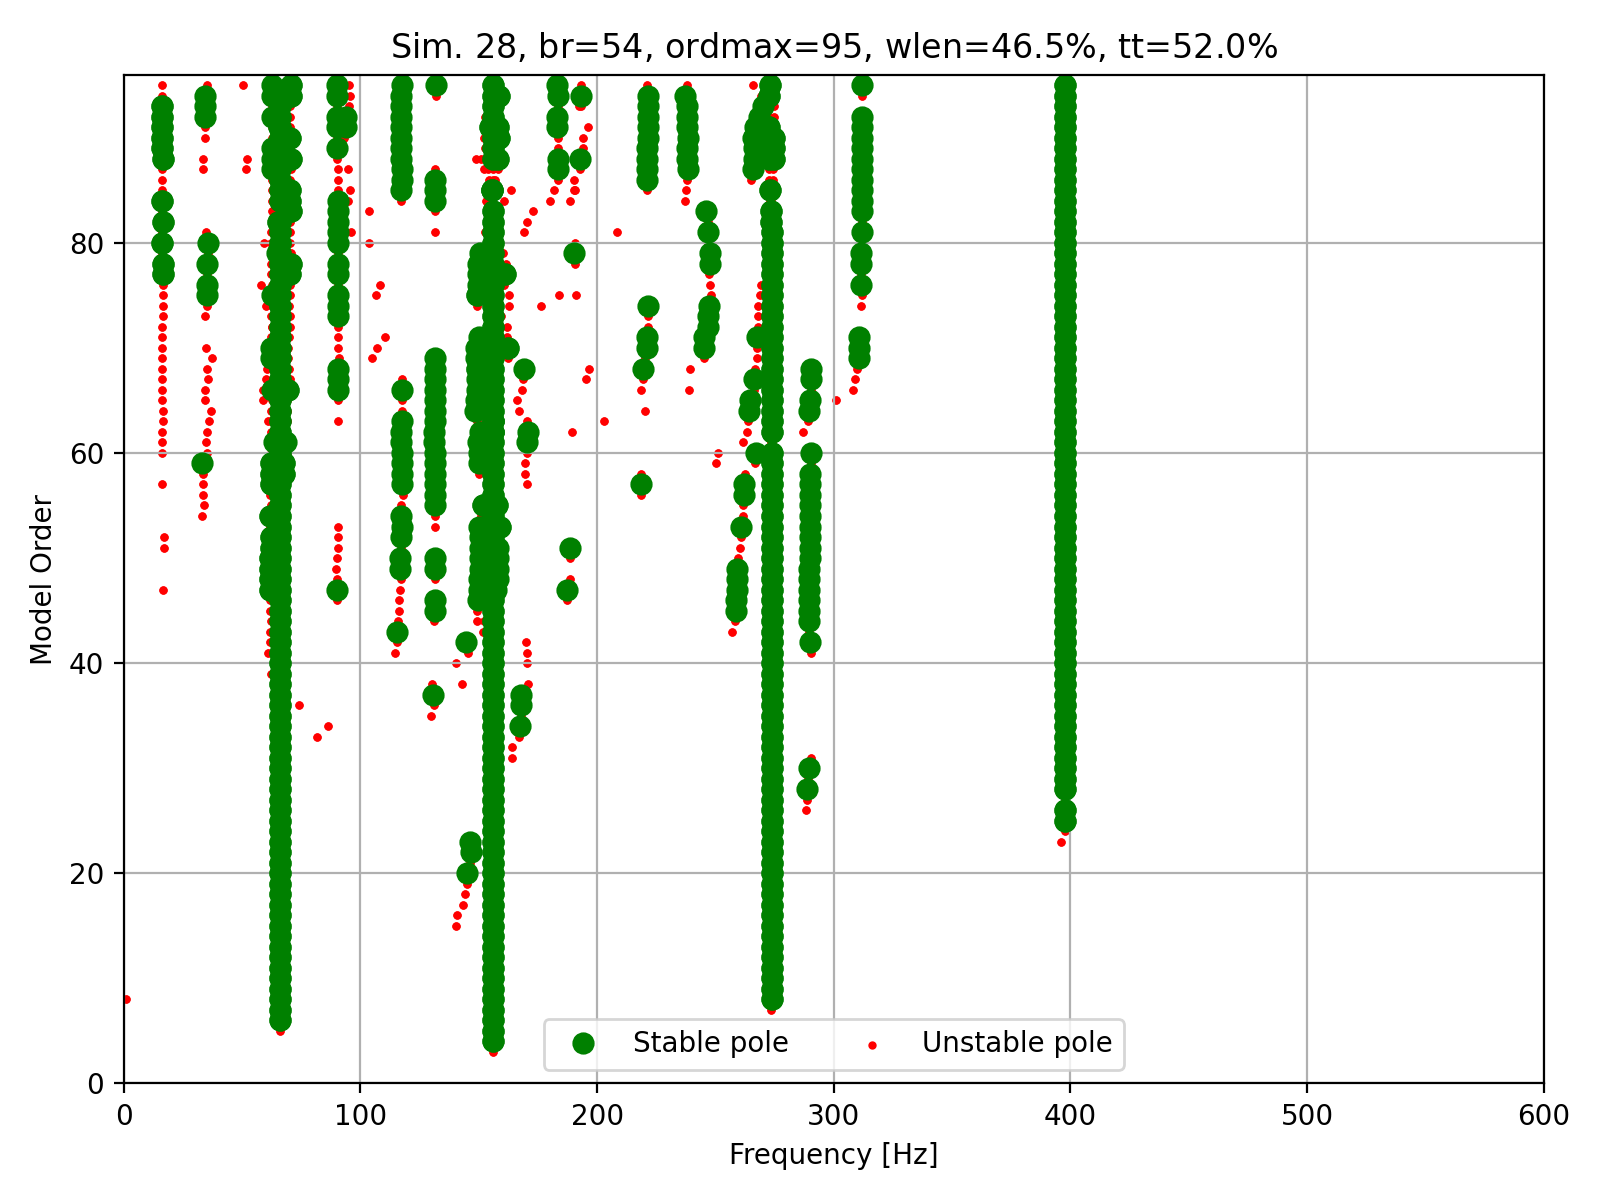 Sim. 28, br=54, ordmax=95, wlen=46.5%, tt=52.0%
Model Order
80
60
40
20
0
Stable pole
Unstable pole
0 100 200 300 400 500 600
Frequency [Hz]